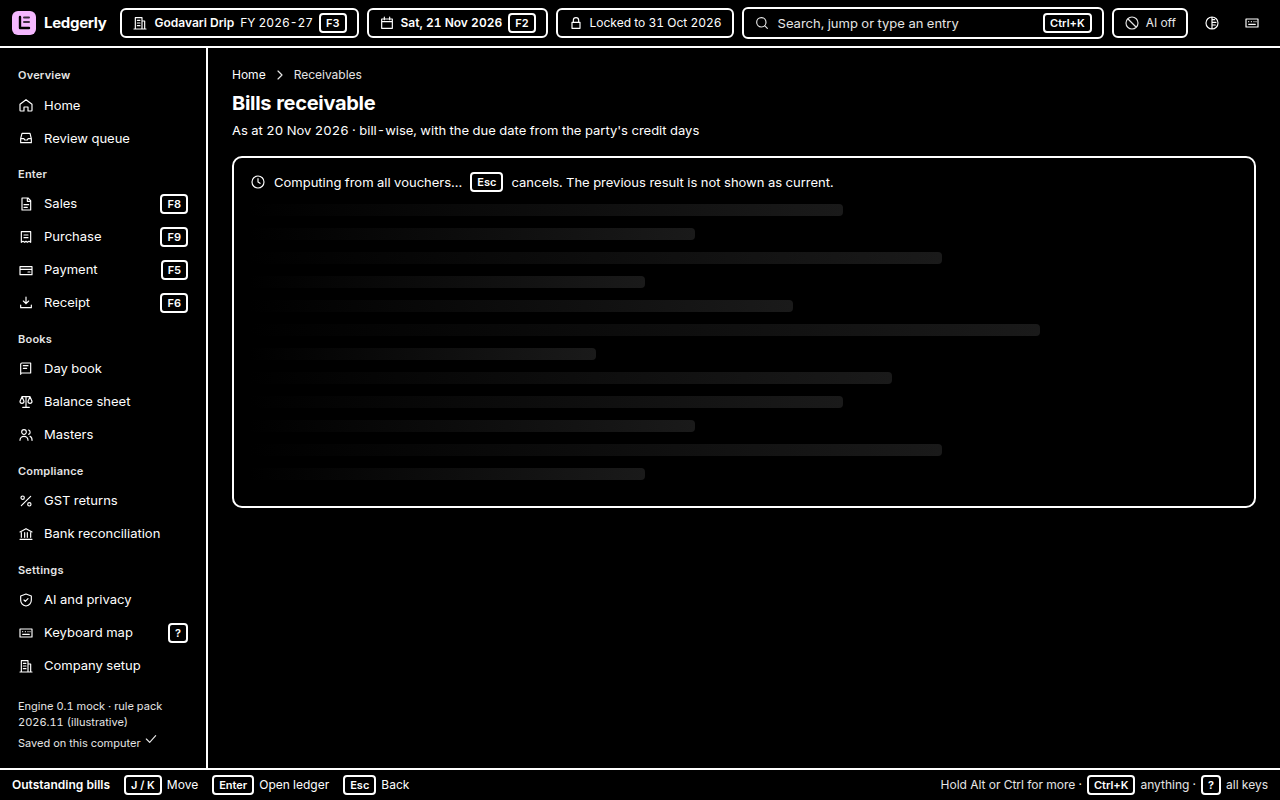 Ledgerly
Godavari Drip FY 2026-27 F3
Sat, 21 Nov 2026 F2
Locked to 31 Oct 2026
Search, jump or type an entry Ctrl+K
AI off
Overview
Home
Review queue
Enter
Sales F8
Purchase F9
Payment F5
Receipt F6
Books
Day book
Balance sheet
Masters
Compliance
GST returns
Bank reconciliation
Settings
AI and privacy
Keyboard map ?
Company setup
Engine 0.1 mock · rule pack
2026.11 (illustrative)
Saved on this computer
Home > Receivables
Bills receivable
As at 20 Nov 2026 · bill-wise, with the due date from the party's credit days
Computing from all vouchers... Esc cancels. The previous result is not shown as current.
Outstanding bills J / K Move Enter Open ledger Esc Back
Hold Alt or Ctrl for more · Ctrl+K anything · ? all keys